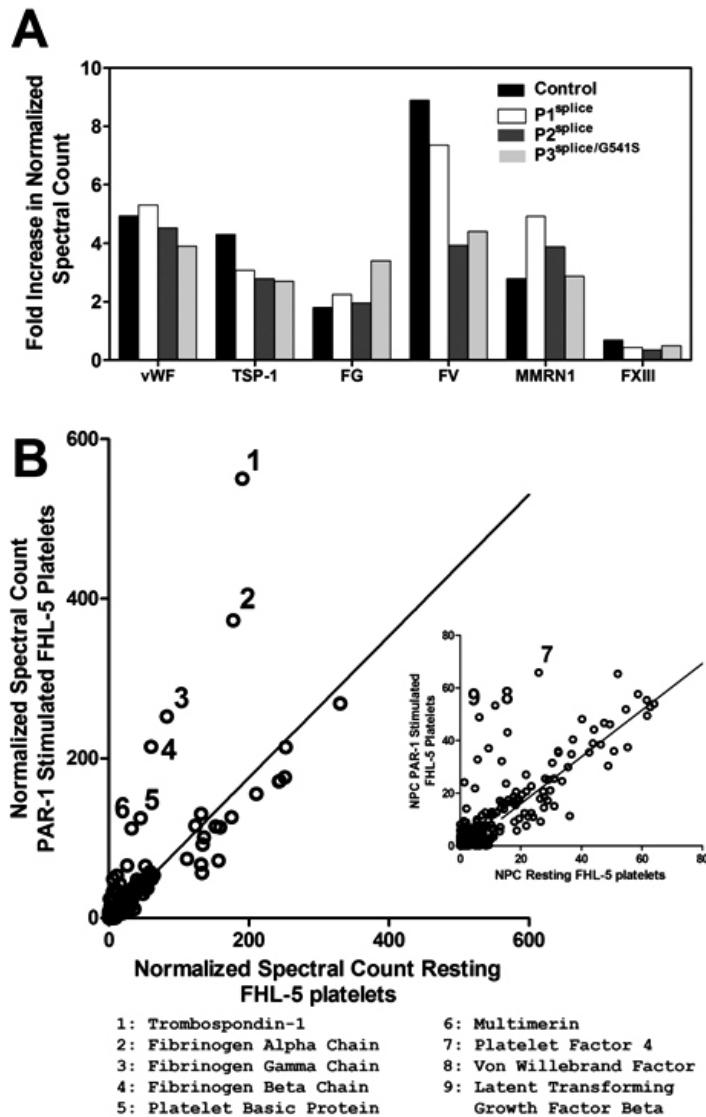 A
Fold Increase in Normalized
Spectral Count
10
8
6
4
2
0
Control
P1splice
P2splice
P3splice/G541S
vWF TSP-1 FG FV MMRN1 FXIII
B
Normalized Spectral Count
PAR-1 Stimulated FHL-5 Platelets
600
400
200
0
1
2
3
4
5
6
0 200 400 600
Normalized Spectral Count Resting
FHL-5 platelets
NPC PAR-1 Stimulated
FHL-5 Platelets
80
60
40
20
0
7
9
0 20 40 60 80
NPC Resting FHL-5 platelets
1: Trombospondin-1
2: Fibrinogen Alpha Chain
3: Fibrinogen Gamma Chain
4: Fibrinogen Beta Chain
5: Platelet Basic Protein
6: Multimerin
7: Platelet Factor 4
8: Von Willebrand Factor
9: Latent Transforming
Growth Factor Beta